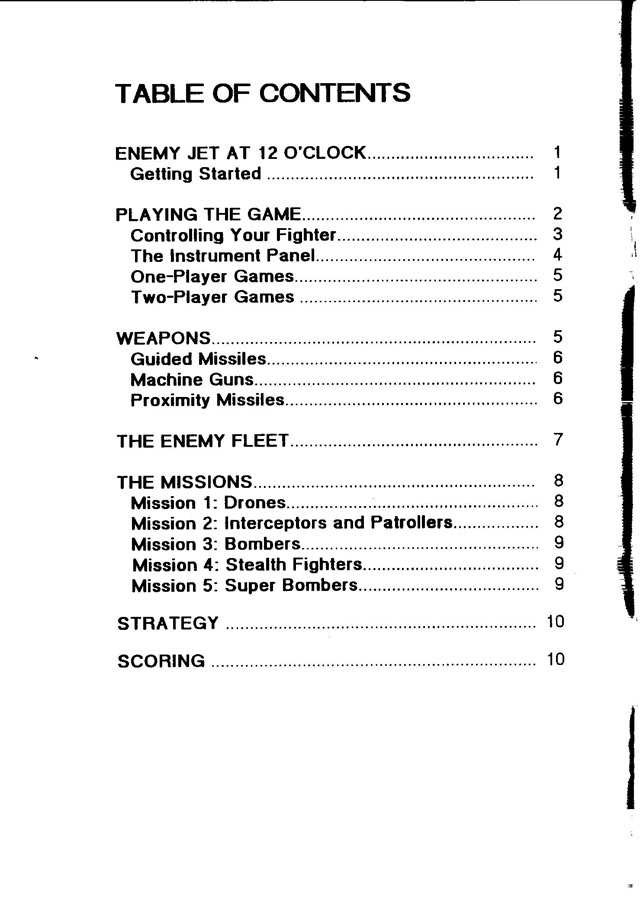 TABLE OF CONTENTS
ENEMY JET AT 12 O'CLOCK................................... 1
Getting Started ........................................................ 1
PLAYING THE GAME................................................. 2
Controlling Your Fighter.......................................... 3
The Instrument Panel.............................................. 4
One-Player Games................................................... 5
Two-Player Games .................................................. 5
WEAPONS.................................................................... 5
Guided Missiles......................................................... 6
Machine Guns........................................................... 6
Proximity Missiles..................................................... 6
THE ENEMY FLEET.................................................... 7
THE MISSIONS........................................................... 8
Mission 1: Drones..................................................... 8
Mission 2: Interceptors and Patrollers.................. 8
Mission 3: Bombers.................................................. 9
Mission 4: Stealth Fighters..................................... 9
Mission 5: Super Bombers...................................... 9
STRATEGY ................................................................. 10
SCORING .................................................................... 10